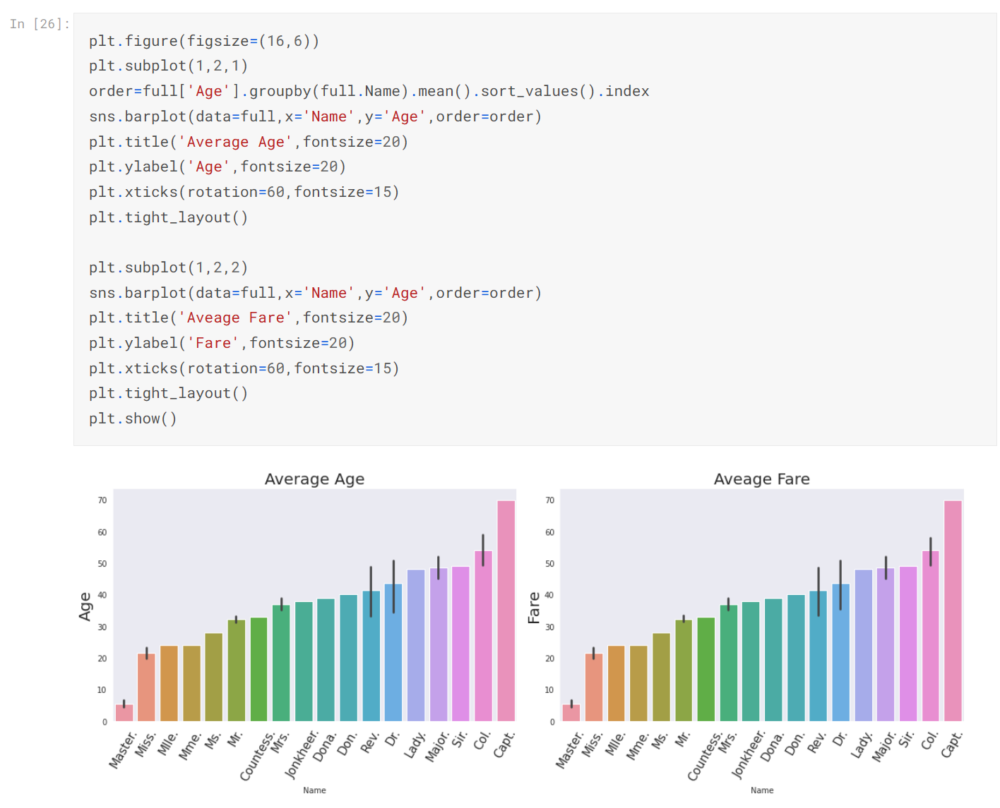 In [26]:
plt.figure(figsize=(16,6))
plt.subplot(1,2,1)
order=full['Age'].groupby(full.Name).mean().sort_values().index
sns.barplot(data=full,x='Name',y='Age',order=order)
plt.title('Average Age',fontsize=20)
plt.ylabel('Age',fontsize=20)
plt.xticks(rotation=60,fontsize=15)
plt.tight_layout()

plt.subplot(1,2,2)
sns.barplot(data=full,x='Name',y='Age',order=order)
plt.title('Aveage Fare',fontsize=20)
plt.ylabel('Fare',fontsize=20)
plt.xticks(rotation=60,fontsize=15)
plt.tight_layout()
plt.show()
Average Age
Age
70
60
50
40
30
20
10
0
Master.
Miss.
Mlle.
Mme.
Ms.
Mr.
Countess.
Mrs.
Jonkheer.
Dona.
Don.
Rev.
Dr.
Lady.
Major.
Sir.
Col.
Capt.
Name
Aveage Fare
Fare
70
60
50
40
30
20
10
0
Master.
Miss.
Mlle.
Mme.
Ms.
Mr.
Countess.
Mrs.
Jonkheer.
Dona.
Don.
Rev.
Dr.
Lady.
Major.
Sir.
Col.
Capt.
Name